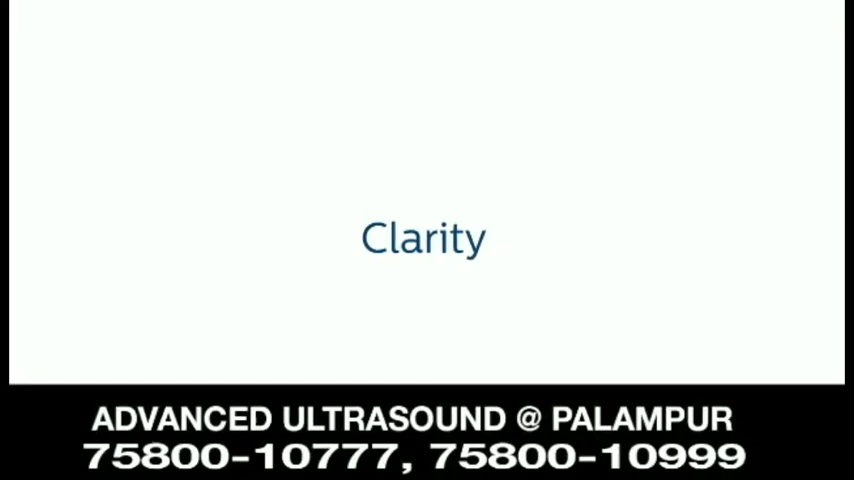 Clarity
ADVANCED ULTRASOUND @ PALAMPUR
75800-10777, 75800-10999